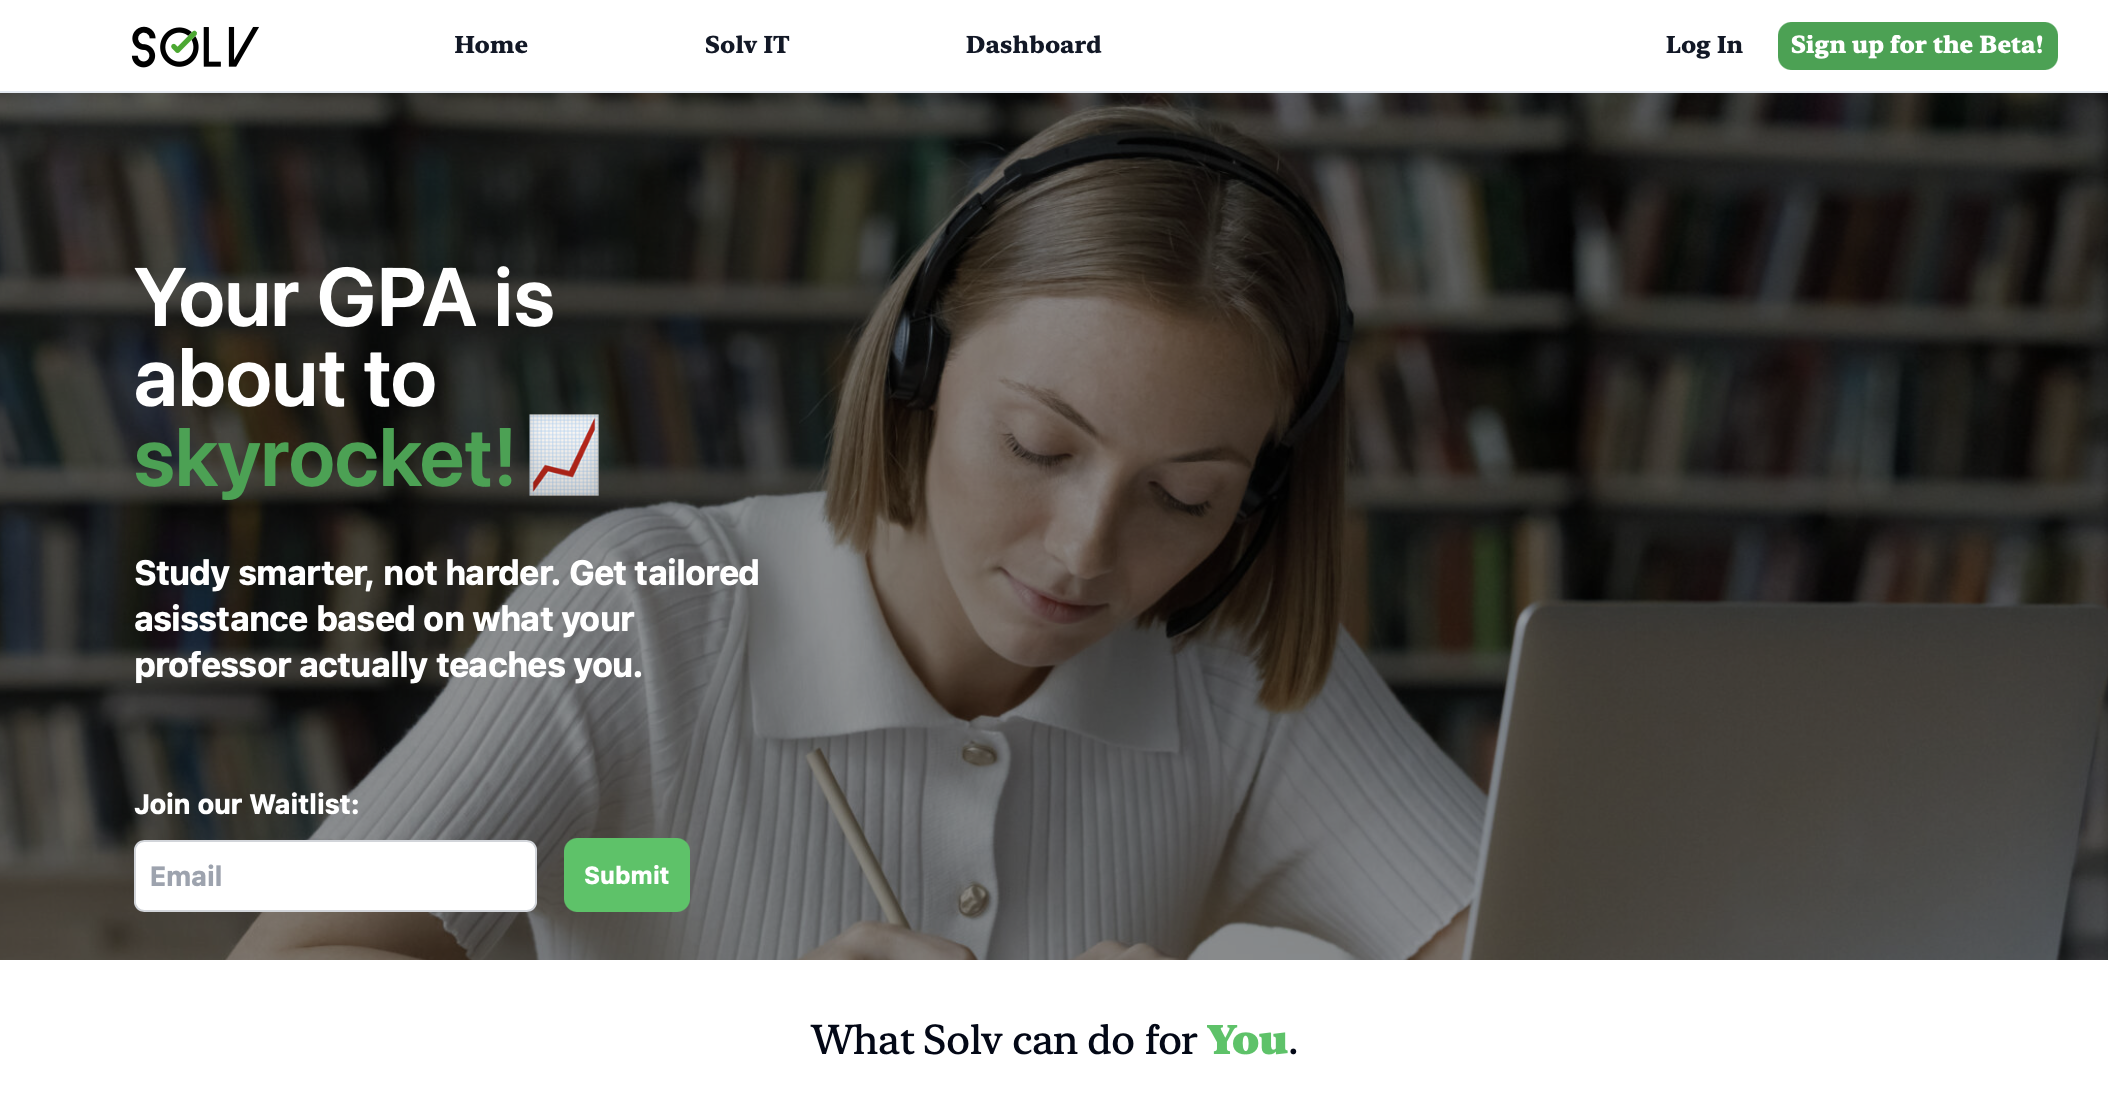 SOLV
Home
Solv IT
Dashboard
Log In
Sign up for the Beta!
Your GPA is
about to
skyrocket!📈
Study smarter, not harder. Get tailored
asisstance based on what your
professor actually teaches you.
Join our Waitlist:
Email
Submit
What Solv can do for You.